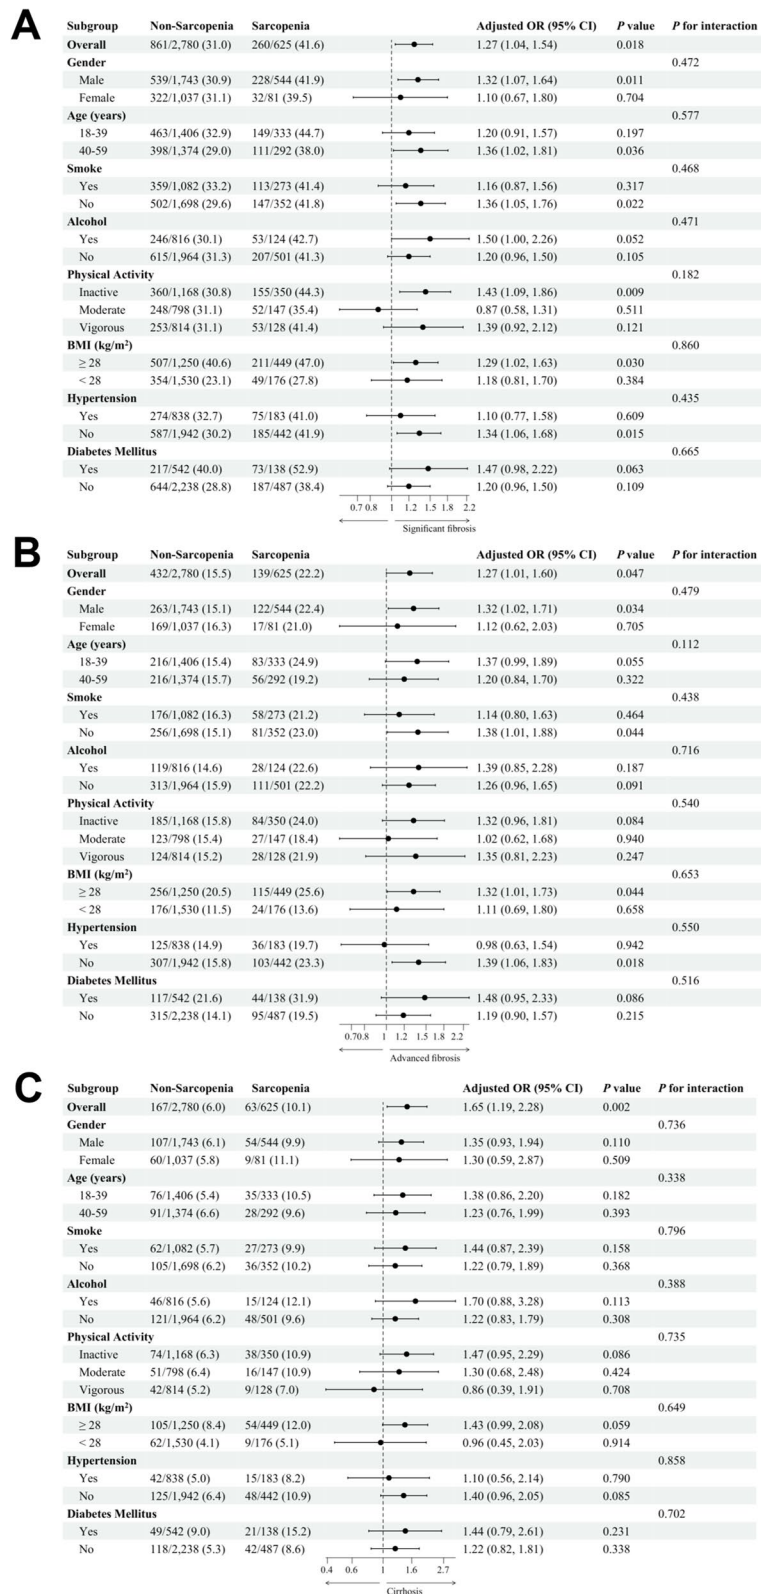 A
Subgroup Non-Sarcopenia Sarcopenia Adjusted OR (95% CI) P value P for interaction
Overall 861/2,780 (31.0) 260/625 (41.6) 1.27 (1.04, 1.54) 0.018
Gender 0.472
Male 539/1,743 (30.9) 228/544 (41.9) 1.32 (1.07, 1.64) 0.011
Female 322/1,037 (31.1) 32/81 (39.5) 1.10 (0.67, 1.80) 0.704
Age (years) 0.577
18-39 463/1,406 (32.9) 149/333 (44.7) 1.20 (0.91, 1.57) 0.197
40-59 398/1,374 (29.0) 111/292 (38.0) 1.36 (1.02, 1.81) 0.036
Smoke 0.468
Yes 359/1,082 (33.2) 113/273 (41.4) 1.16 (0.87, 1.56) 0.317
No 502/1,698 (29.6) 147/352 (41.8) 1.36 (1.05, 1.76) 0.022
Alcohol 0.471
Yes 246/816 (30.1) 53/124 (42.7) 1.50 (1.00, 2.26) 0.052
No 615/1,964 (31.3) 207/501 (41.3) 1.20 (0.96, 1.50) 0.105
Physical Activity 0.182
Inactive 360/1,168 (30.8) 155/350 (44.3) 1.43 (1.09, 1.86) 0.009
Moderate 248/798 (31.1) 52/147 (35.4) 0.87 (0.58, 1.31) 0.511
Vigorous 253/814 (31.1) 53/128 (41.4) 1.39 (0.92, 2.12) 0.121
BMI (kg/m²) 0.860
≥ 28 507/1,250 (40.6) 211/449 (47.0) 1.29 (1.02, 1.63) 0.030
< 28 354/1,530 (23.1) 49/176 (27.8) 1.18 (0.81, 1.70) 0.384
Hypertension 0.435
Yes 274/838 (32.7) 75/183 (41.0) 1.10 (0.77, 1.58) 0.609
No 587/1,942 (30.2) 185/442 (41.9) 1.34 (1.06, 1.68) 0.015
Diabetes Mellitus 0.665
Yes 217/542 (40.0) 73/138 (52.9) 1.47 (0.98, 2.22) 0.063
No 644/2,238 (28.8) 187/487 (38.4) 1.20 (0.96, 1.50) 0.109
0.7 0.8 1 1.2 1.5 1.8 2.2
Significant fibrosis
B
Subgroup Non-Sarcopenia Sarcopenia Adjusted OR (95% CI) P value P for interaction
Overall 432/2,780 (15.5) 139/625 (22.2) 1.27 (1.01, 1.60) 0.047
Gender 0.479
Male 263/1,743 (15.1) 122/544 (22.4) 1.32 (1.02, 1.71) 0.034
Female 169/1,037 (16.3) 17/81 (21.0) 1.12 (0.62, 2.03) 0.705
Age (years) 0.112
18-39 216/1,406 (15.4) 83/333 (24.9) 1.37 (0.99, 1.89) 0.055
40-59 216/1,374 (15.7) 56/292 (19.2) 1.20 (0.84, 1.70) 0.322
Smoke 0.438
Yes 176/1,082 (16.3) 58/273 (21.2) 1.14 (0.80, 1.63) 0.464
No 256/1,698 (15.1) 81/352 (23.0) 1.38 (1.01, 1.88) 0.044
Alcohol 0.716
Yes 119/816 (14.6) 28/124 (22.6) 1.39 (0.85, 2.28) 0.187
No 313/1,964 (15.9) 111/501 (22.2) 1.26 (0.96, 1.65) 0.091
Physical Activity 0.540
Inactive 185/1,168 (15.8) 84/350 (24.0) 1.32 (0.96, 1.81) 0.084
Moderate 123/798 (15.4) 27/147 (18.4) 1.02 (0.62, 1.68) 0.940
Vigorous 124/814 (15.2) 28/128 (21.9) 1.35 (0.81, 2.23) 0.247
BMI (kg/m²) 0.653
≥ 28 256/1,250 (20.5) 115/449 (25.6) 1.32 (1.01, 1.73) 0.044
< 28 176/1,530 (11.5) 24/176 (13.6) 1.11 (0.69, 1.80) 0.658
Hypertension 0.550
Yes 125/838 (14.9) 36/183 (19.7) 0.98 (0.63, 1.54) 0.942
No 307/1,942 (15.8) 103/442 (23.3) 1.39 (1.06, 1.83) 0.018
Diabetes Mellitus 0.516
Yes 117/542 (21.6) 44/138 (31.9) 1.48 (0.95, 2.33) 0.086
No 315/2,238 (14.1) 95/487 (19.5) 1.19 (0.90, 1.57) 0.215
0.7 0.8 1 1.2 1.5 1.8 2.2
Advanced fibrosis
C
Subgroup Non-Sarcopenia Sarcopenia Adjusted OR (95% CI) P value P for interaction
Overall 167/2,780 (6.0) 63/625 (10.1) 1.65 (1.19, 2.28) 0.002
Gender 0.736
Male 107/1,743 (6.1) 54/544 (9.9) 1.35 (0.93, 1.94) 0.110
Female 60/1,037 (5.8) 9/81 (11.1) 1.30 (0.59, 2.87) 0.509
Age (years) 0.338
18-39 76/1,406 (5.4) 35/333 (10.5) 1.38 (0.86, 2.20) 0.182
40-59 91/1,374 (6.6) 28/292 (9.6) 1.23 (0.76, 1.99) 0.393
Smoke 0.796
Yes 62/1,082 (5.7) 27/273 (9.9) 1.44 (0.87, 2.39) 0.158
No 105/1,698 (6.2) 36/352 (10.2) 1.22 (0.79, 1.89) 0.368
Alcohol 0.388
Yes 46/816 (5.6) 15/124 (12.1) 1.70 (0.88, 3.28) 0.113
No 121/1,964 (6.2) 48/501 (9.6) 1.22 (0.83, 1.79) 0.308
Physical Activity 0.735
Inactive 74/1,168 (6.3) 38/350 (10.9) 1.47 (0.95, 2.29) 0.086
Moderate 51/798 (6.4) 16/147 (10.9) 1.30 (0.68, 2.48) 0.424
Vigorous 42/814 (5.2) 9/128 (7.0) 0.86 (0.39, 1.91) 0.708
BMI (kg/m²) 0.649
≥ 28 105/1,250 (8.4) 54/449 (12.0) 1.43 (0.99, 2.08) 0.059
< 28 62/1,530 (4.1) 9/176 (5.1) 0.96 (0.45, 2.03) 0.914
Hypertension 0.858
Yes 42/838 (5.0) 15/183 (8.2) 1.10 (0.56, 2.14) 0.790
No 125/1,942 (6.4) 48/442 (10.9) 1.40 (0.96, 2.05) 0.085
Diabetes Mellitus 0.702
Yes 49/542 (9.0) 21/138 (15.2) 1.44 (0.79, 2.61) 0.231
No 118/2,238 (5.3) 42/487 (8.6) 1.22 (0.82, 1.81) 0.338
0.4 0.6 1 1.6 2.7
Cirrhosis